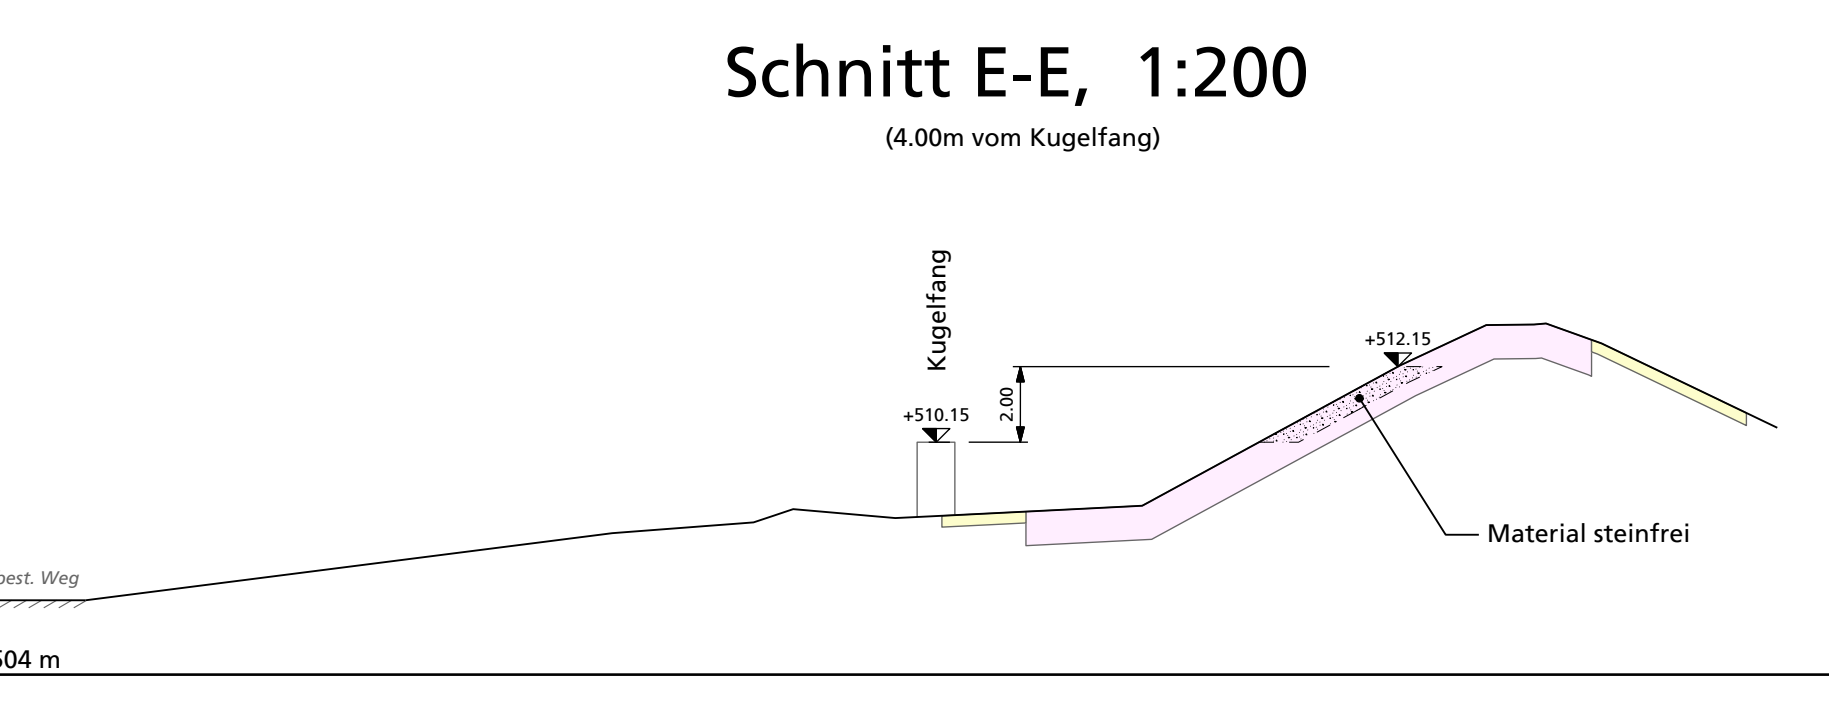 Schnitt E-E, 1:200
(4.00m vom Kugelfang)
Kugelfang
+512.15
2.00
+510.15
Material steinfrei
best. Weg
504 m